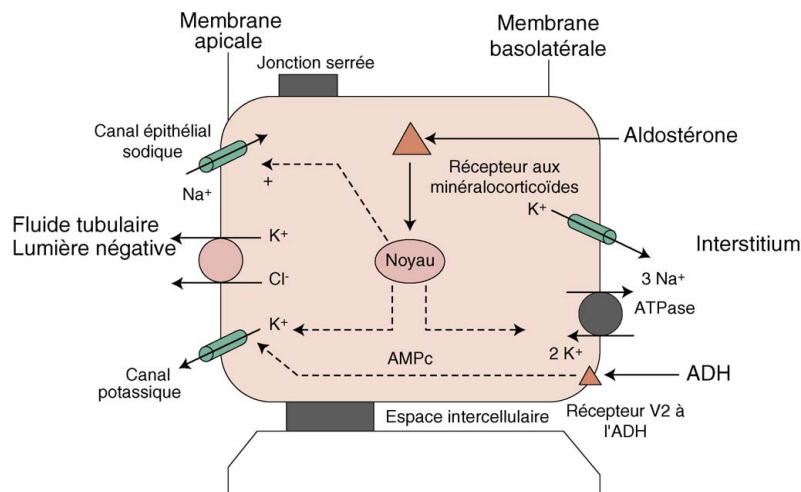 Membrane
apicale
Membrane
basolatérale
Jonction serrée
Canal épithélial
sodique
Na⁺
+
Aldostérone
Récepteur aux
minéralocorticoïdes
K⁺
Fluide tubulaire
Lumière négative
K⁺
Cl⁻
Noyau
Interstitium
3 Na⁺
ATPase
2 K⁺
K⁺
Canal
potassique
AMPc
ADH
Récepteur V2 à
l'ADH
Espace intercellulaire